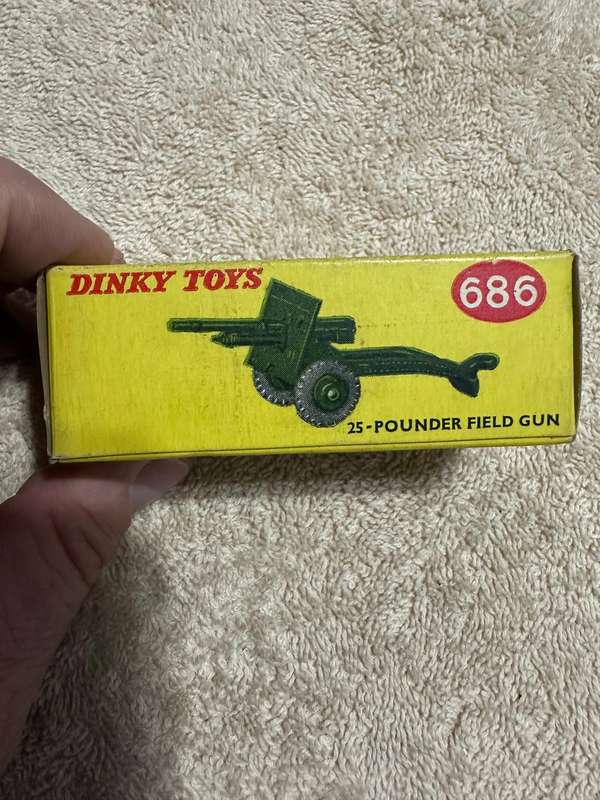 DINKY TOYS
686
25-POUNDER FIELD GUN